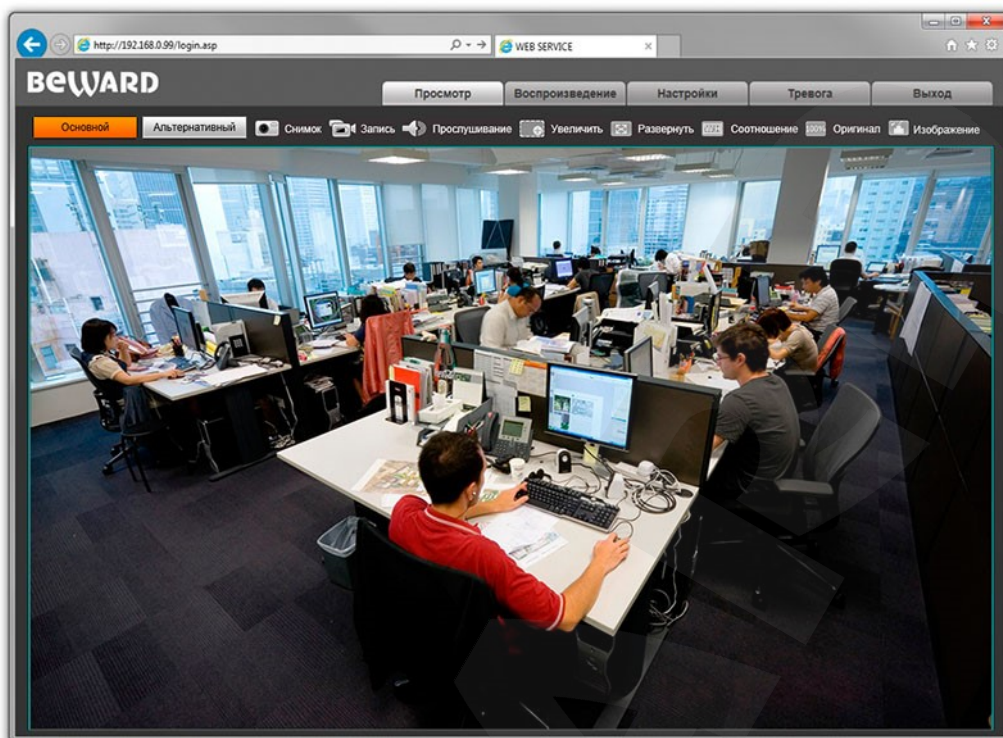 http://192.168.0.99/login.asp
WEB SERVICE
BEWARD
Просмотр
Воспроизведение
Настройки
Тревога
Выход
Основной
Альтернативный
Снимок
Запись
Прослушивание
Увеличить
Развернуть
Соотношение
100%
Оригинал
Изображение